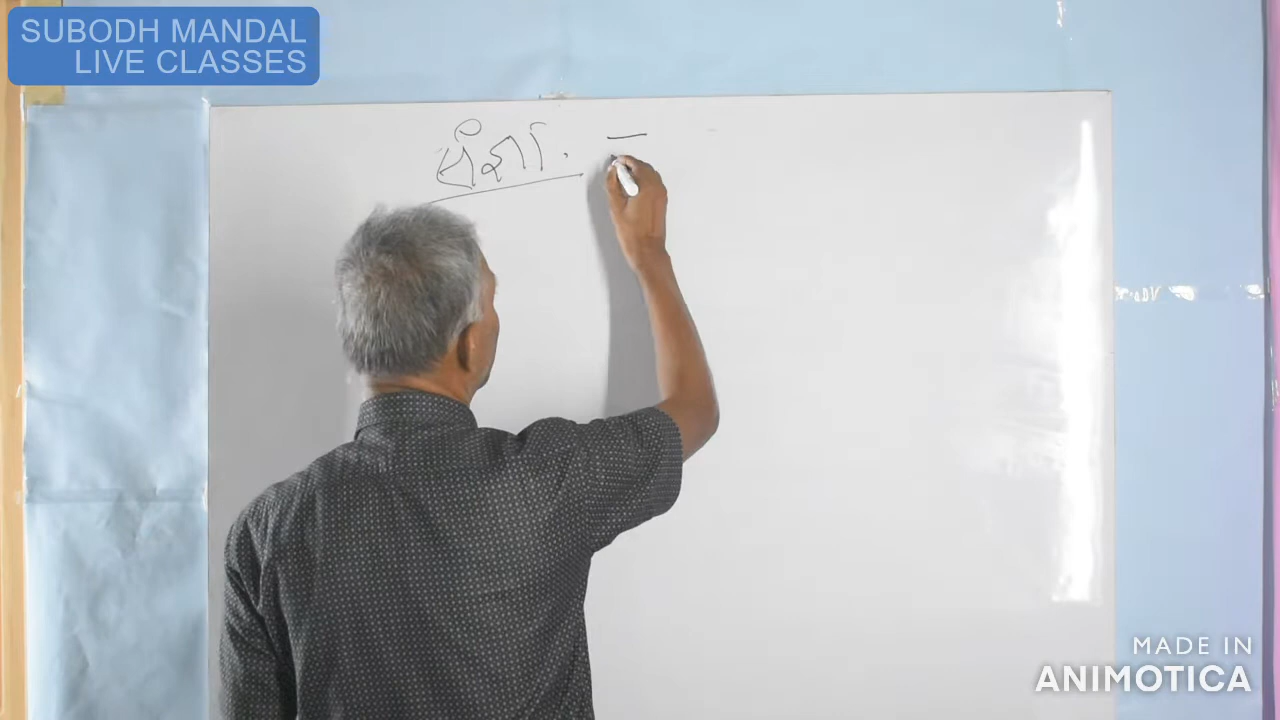 SUBODH MANDAL
LIVE CLASSES
ସଂଜ୍ଞା. –
MADE IN
ANIMOTICA